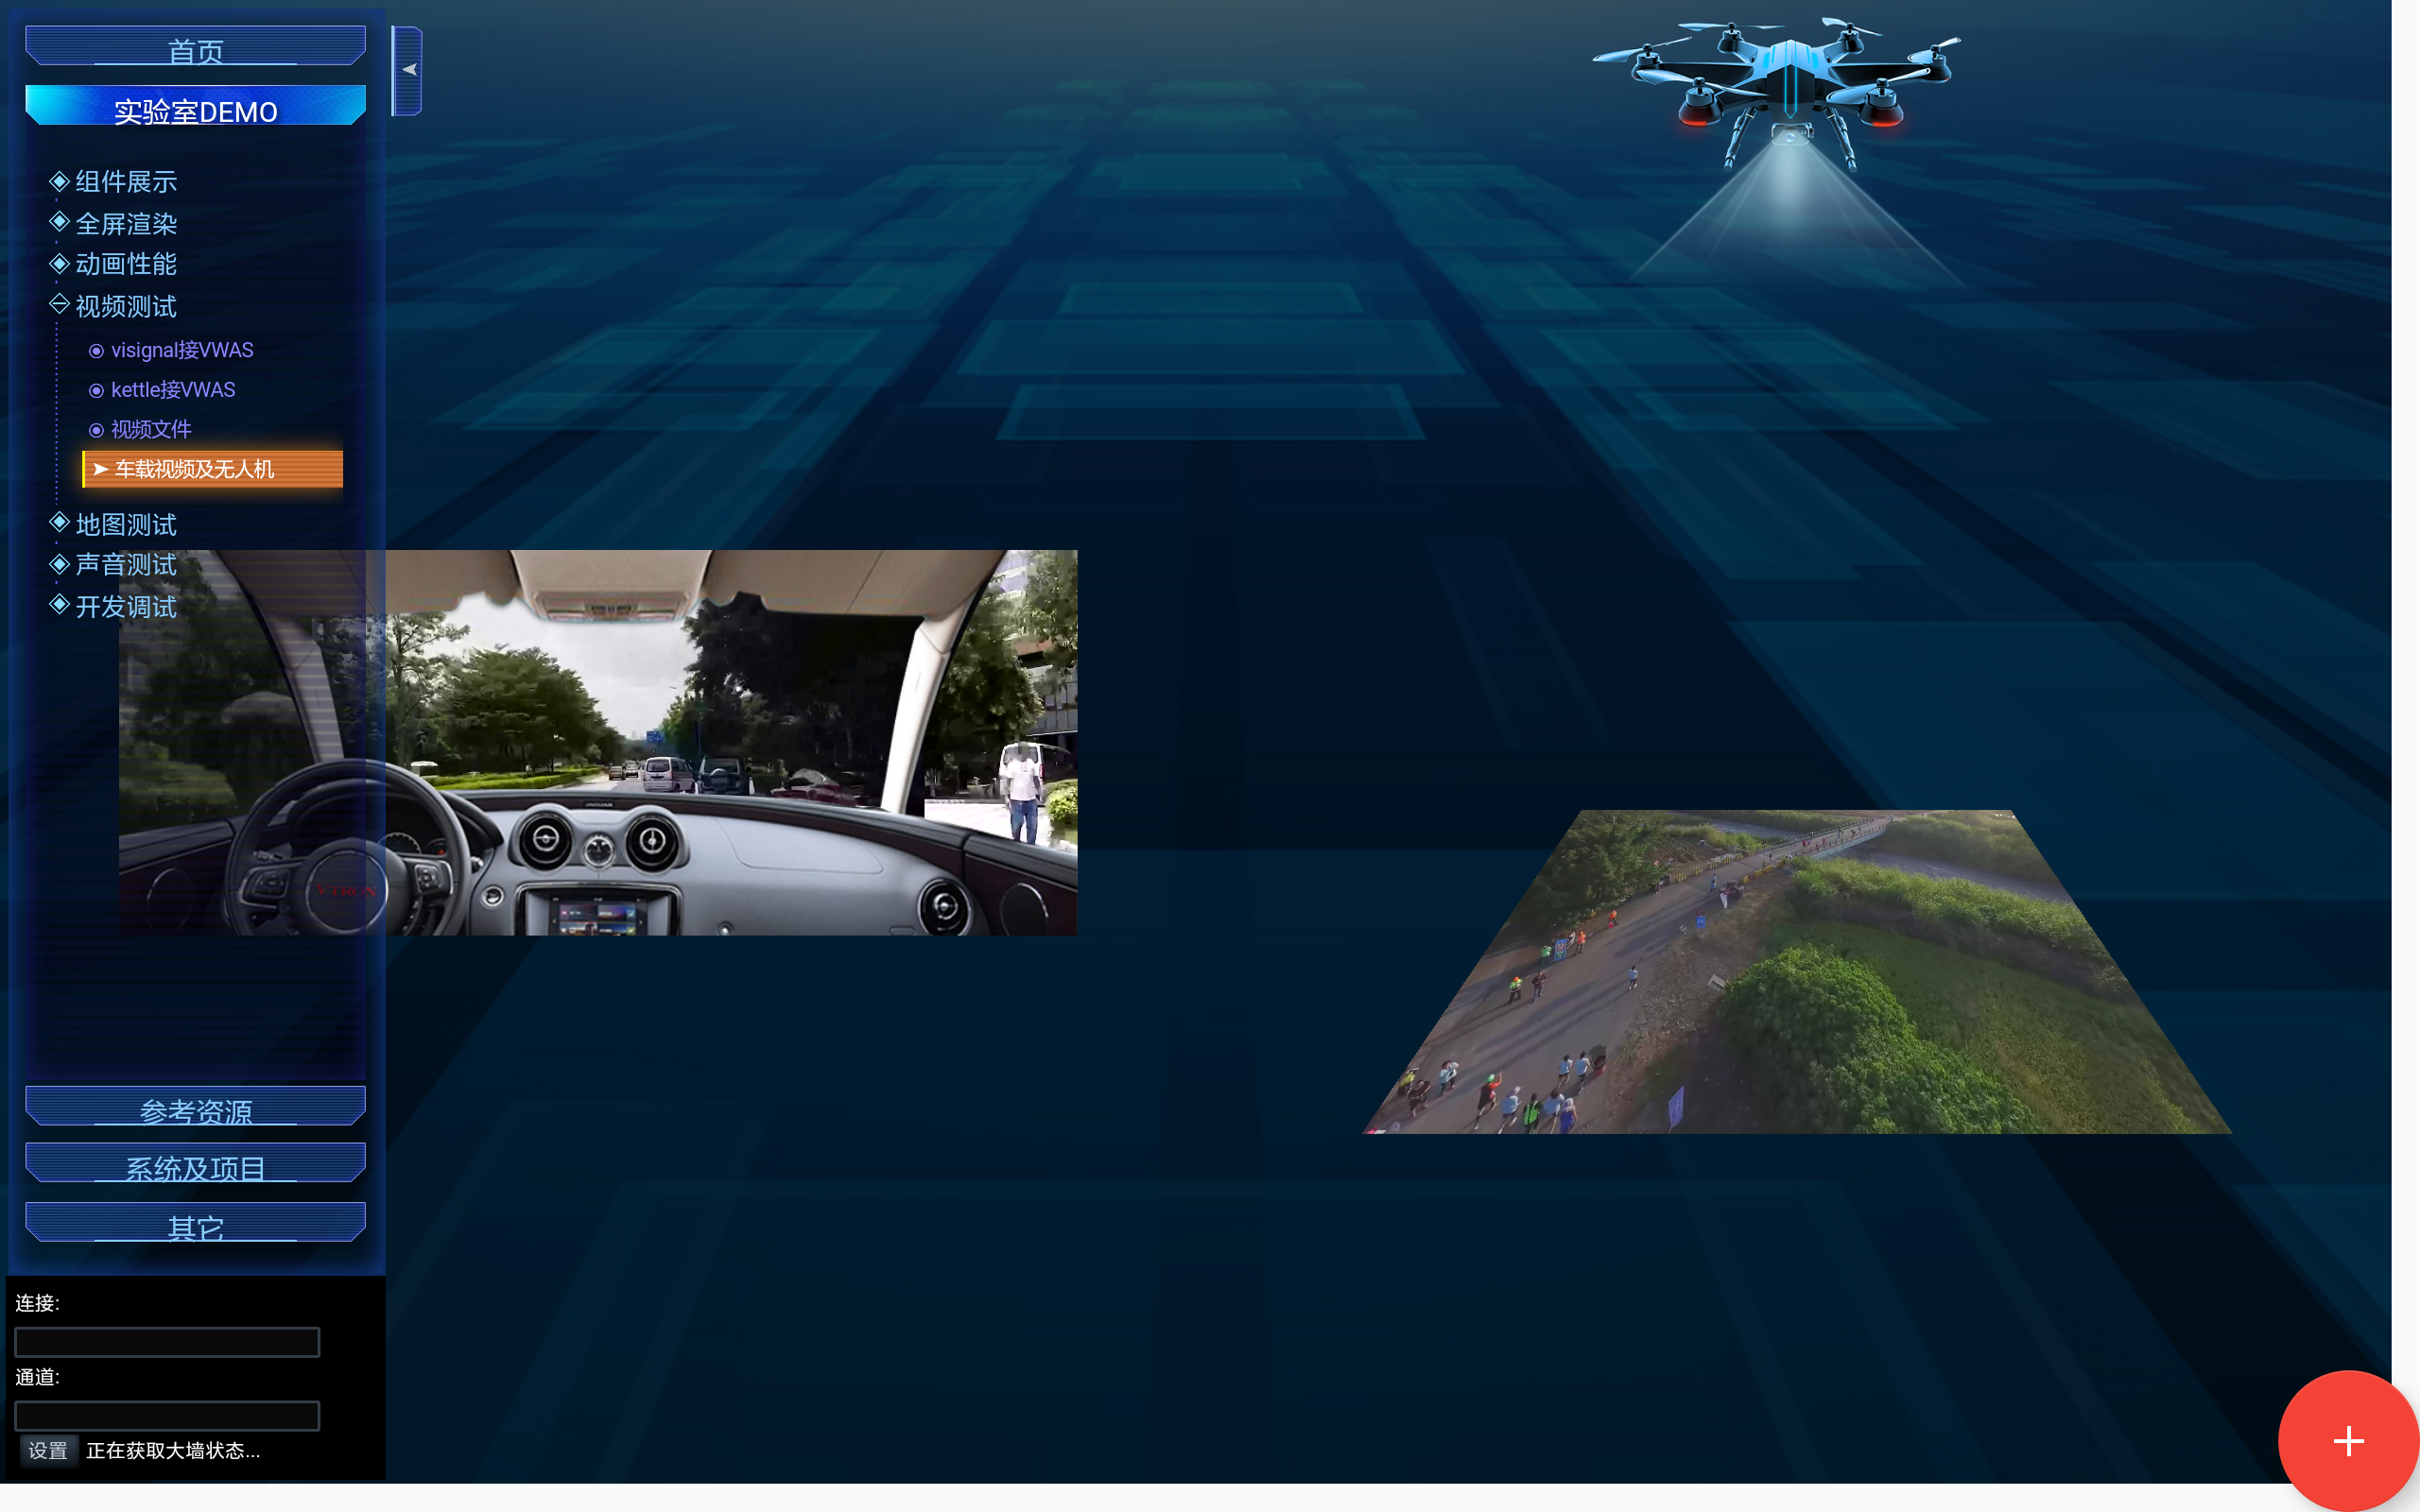 首页
实验室DEMO
组件展示
全屏渲染
动画性能
视频测试
visignal接VWAS
kettle接VWAS
视频文件
车载视频及无人机
地图测试
声音测试
开发调试
JAGUAR
VTRON
参考资源
系统及项目
其它
连接:
通道:
设置 正在获取大墙状态...